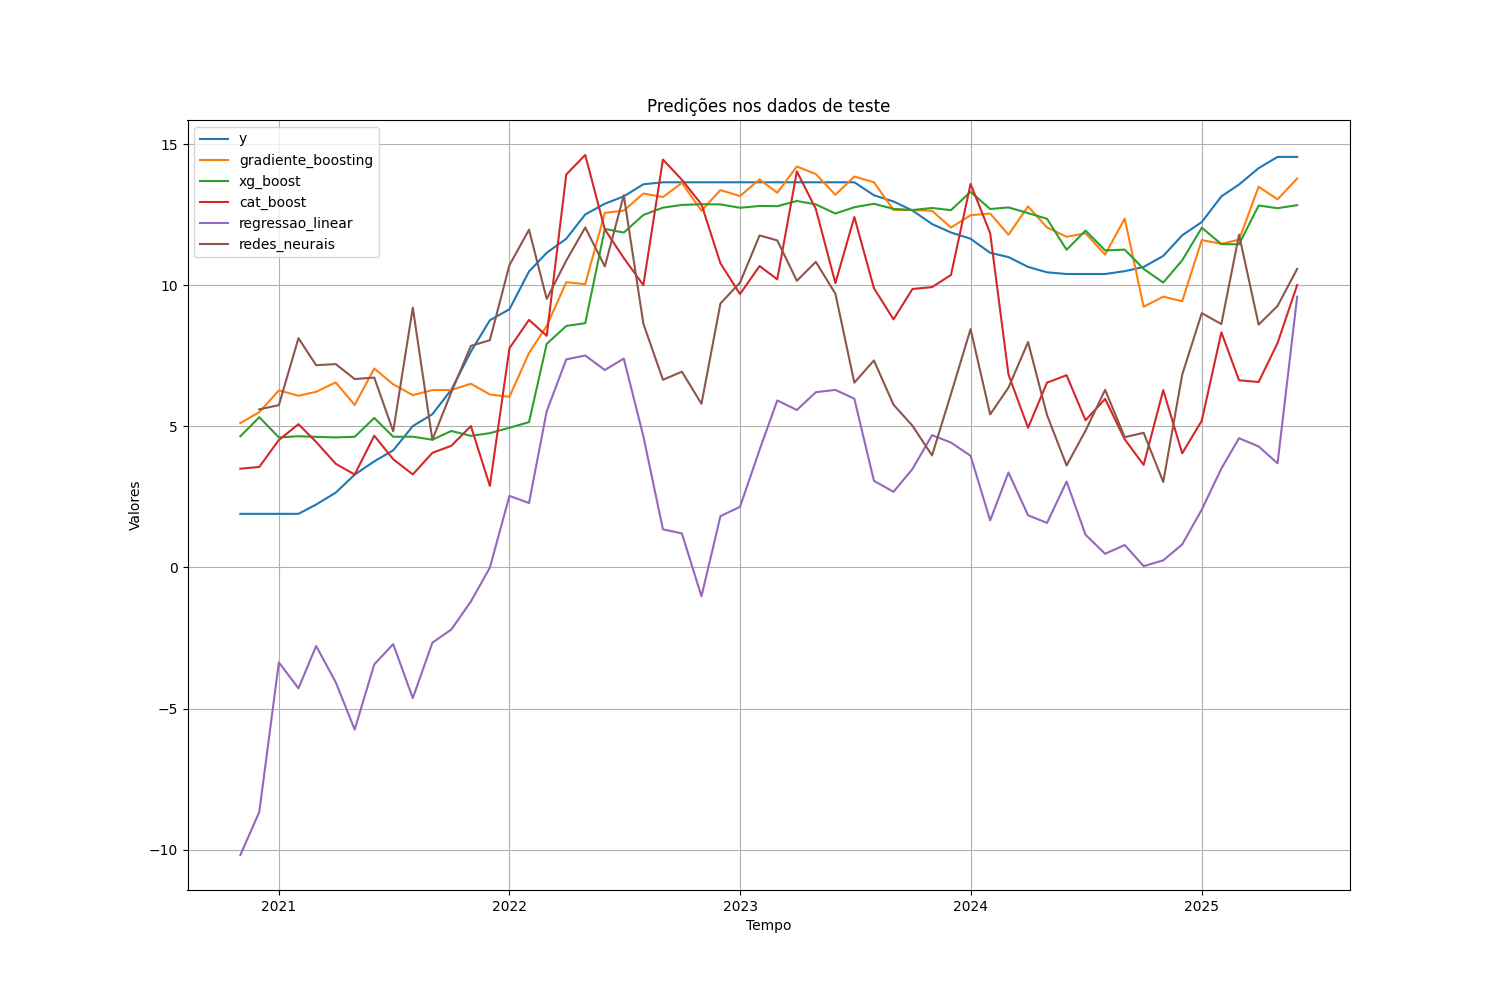 Predições nos dados de teste
y
gradiente_boosting
xg_boost
cat_boost
regressao_linear
redes_neurais
Valores
15
10
5
0
−5
−10
2021
2022
2023
2024
2025
Tempo